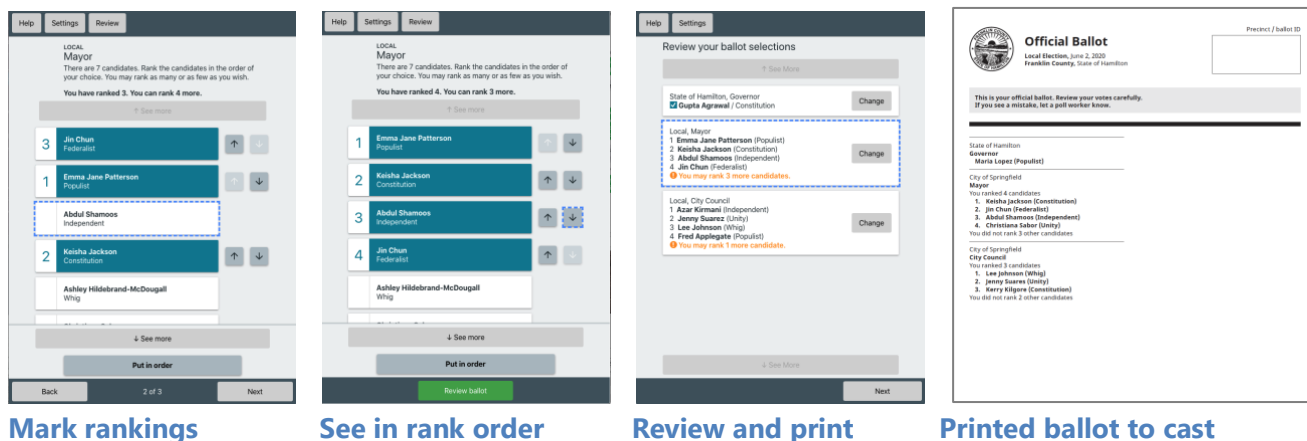 Help Settings Review
LOCAL
Mayor
There are 7 candidates. Rank the candidates in the order of
your choice. You may rank as many or as few as you wish.
You have ranked 3. You can rank 4 more.
↑ See more
3 Jin Chun
Federalist
1 Emma Jane Patterson
Populist
Abdul Shamoos
Independent
2 Keisha Jackson
Constitution
Ashley Hildebrand-McDougall
Whig
↓ See more
Put in order
Back 2 of 3 Next
Mark rankings
Help Settings Review
LOCAL
Mayor
There are 7 candidates. Rank the candidates in the order of
your choice. You may rank as many or as few as you wish.
You have ranked 4. You can rank 3 more.
↑ See more
1 Emma Jane Patterson
Populist
2 Keisha Jackson
Constitution
3 Abdul Shamoos
Independent
4 Jin Chun
Federalist
Ashley Hildebrand-McDougall
Whig
↓ See more
Put in order
Review ballot
See in rank order
Help Settings
Review your ballot selections
↑ See More
State of Hamilton, Governor
Gupta Agrawal / Constitution
Change
Local, Mayor
1 Emma Jane Patterson (Populist)
2 Keisha Jackson (Constitution)
3 Abdul Shamoos (Independent)
4 Jin Chun (Federalist)
You may rank 3 more candidates.
Change
Local, City Council
1 Azar Kirmani (Independent)
2 Jenny Suarez (Unity)
3 Lee Johnson (Whig)
4 Fred Applegate (Populist)
You may rank 1 more candidate.
Change
↓ See More
Next
Review and print
Precinct / ballot ID
Official Ballot
Local Election, June 2, 2020
Franklin County, State of Hamilton
This is your official ballot. Review your votes carefully.
If you see a mistake, let a poll worker know.
State of Hamilton
Governor
Maria Lopez (Populist)
City of Springfield
Mayor
You ranked 4 candidates
1. Keisha Jackson (Constitution)
2. Jin Chun (Federalist)
3. Abdul Shamoos (Independent)
4. Christiana Sabor (Unity)
You did not rank 3 other candidates
City of Springfield
City Council
You ranked 3 candidates
1. Lee Johnson (Whig)
2. Jenny Suares (Unity)
3. Kerry Kilgore (Constitution)
You did not rank 2 other candidates
Printed ballot to cast